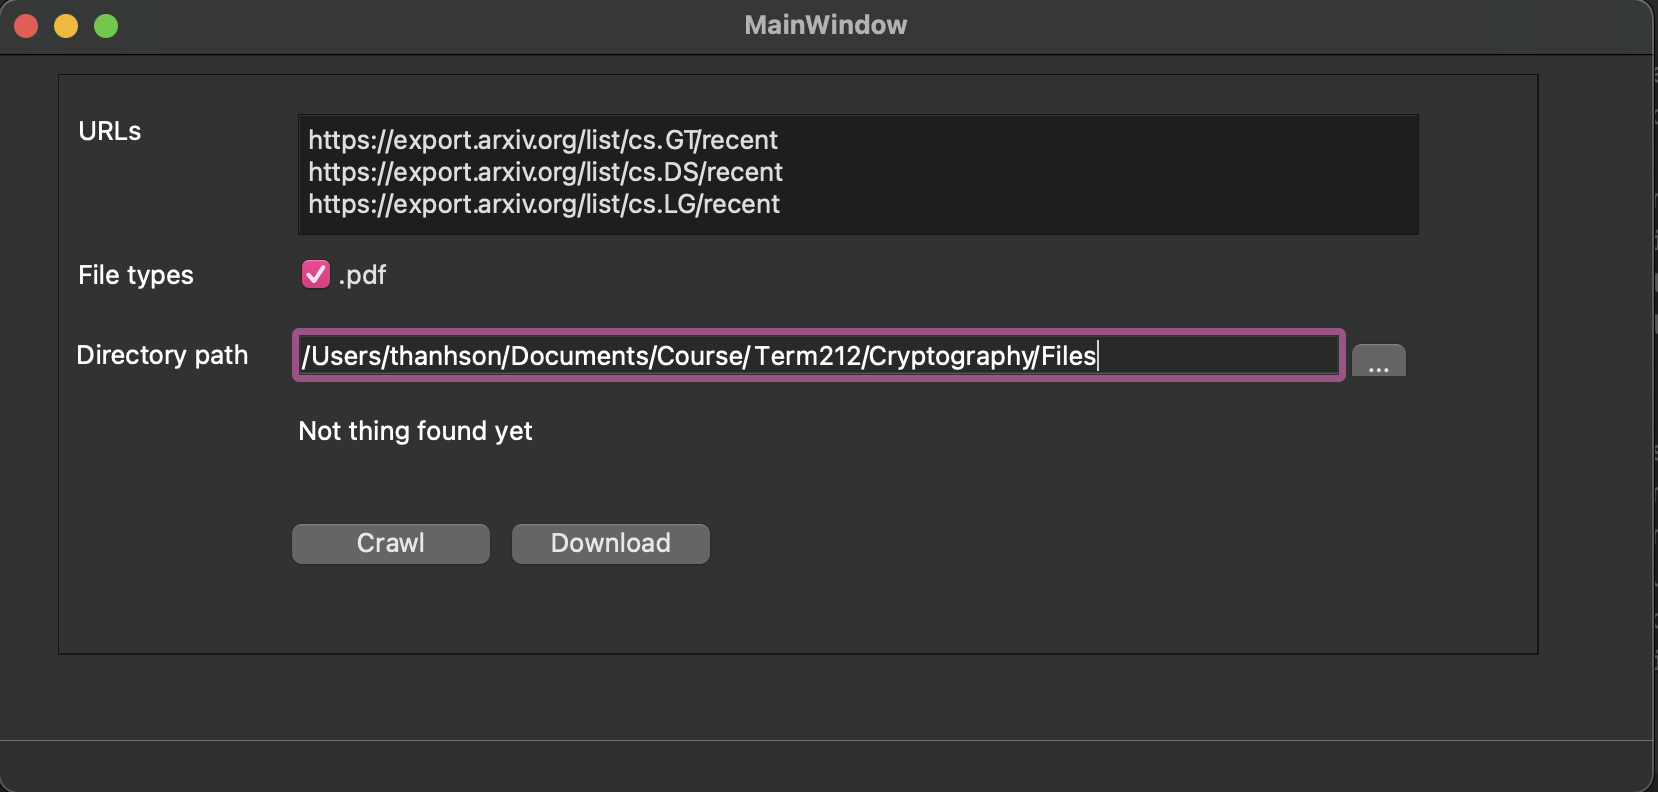 MainWindow
URLs
https://export.arxiv.org/list/cs.GT/recent
https://export.arxiv.org/list/cs.DS/recent
https://export.arxiv.org/list/cs.LG/recent
File types
.pdf
Directory path
/Users/thanhson/Documents/Course/Term212/Cryptography/Files
...
Not thing found yet
Crawl
Download